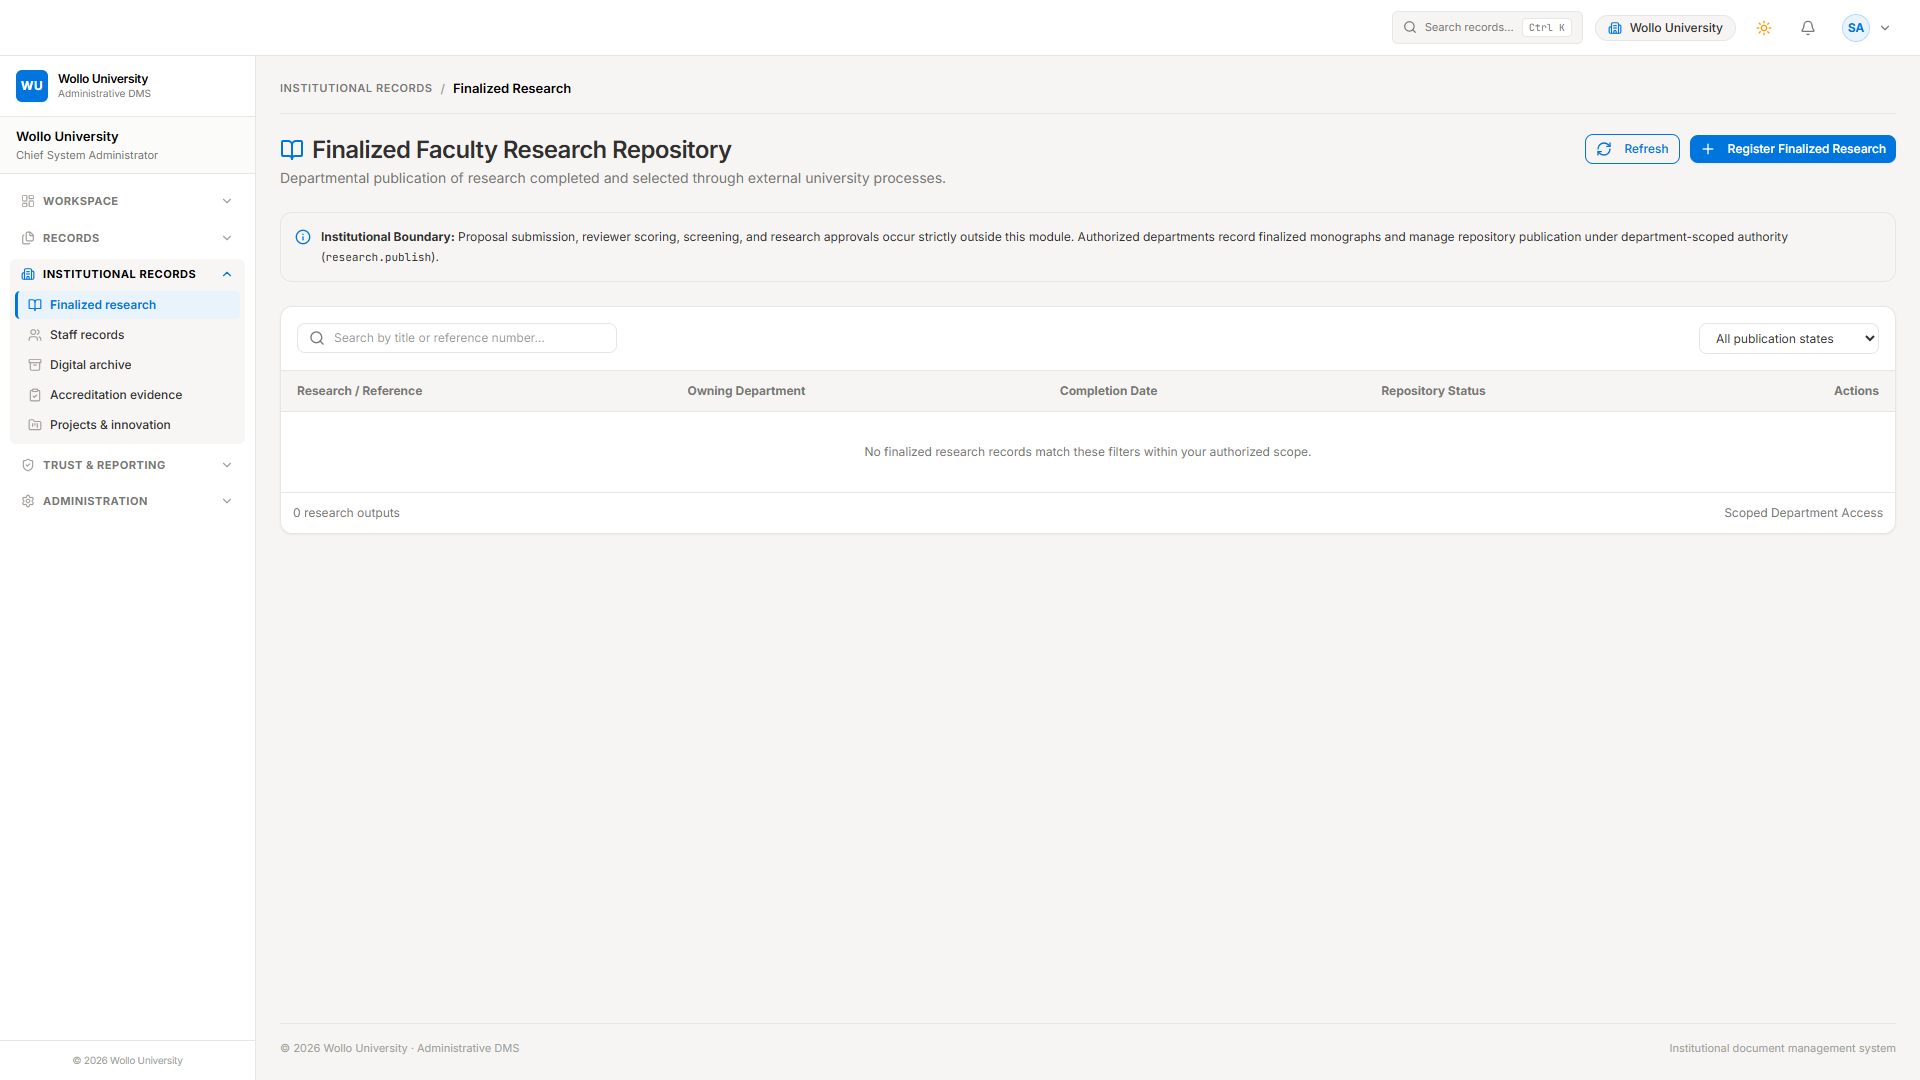 Search records... Ctrl K
Wollo University
SA
WU
Wollo University
Administrative DMS
Wollo University
Chief System Administrator
WORKSPACE
RECORDS
INSTITUTIONAL RECORDS
Finalized research
Staff records
Digital archive
Accreditation evidence
Projects & innovation
TRUST & REPORTING
ADMINISTRATION
© 2026 Wollo University
INSTITUTIONAL RECORDS / Finalized Research
Finalized Faculty Research Repository
Departmental publication of research completed and selected through external university processes.
Refresh
Register Finalized Research
Institutional Boundary: Proposal submission, reviewer scoring, screening, and research approvals occur strictly outside this module. Authorized departments record finalized monographs and manage repository publication under department-scoped authority
(research.publish).
Search by title or reference number...
All publication states
Research / Reference Owning Department Completion Date Repository Status Actions
No finalized research records match these filters within your authorized scope.
0 research outputs
Scoped Department Access
© 2026 Wollo University · Administrative DMS
Institutional document management system